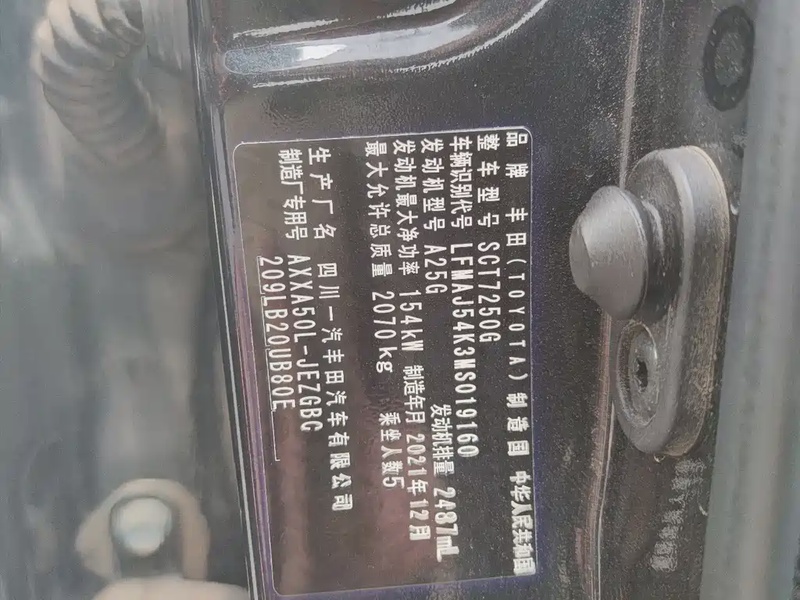 品牌 丰田(TOYOTA) 制造国 中华人民共和国
整车型号 SCT7250G
车辆识别代号 LFMAJ54K3MS019160
发动机型号 A25G 发动机排量 2487mL
发动机最大净功率 154kW 制造年月 2021年12月
最大允许总质量 2070kg 乘坐人数5
生产厂名 四川一汽丰田汽车有限公司
制造厂专用号 AXXA50L-JEZGBC
209LB20UB80E